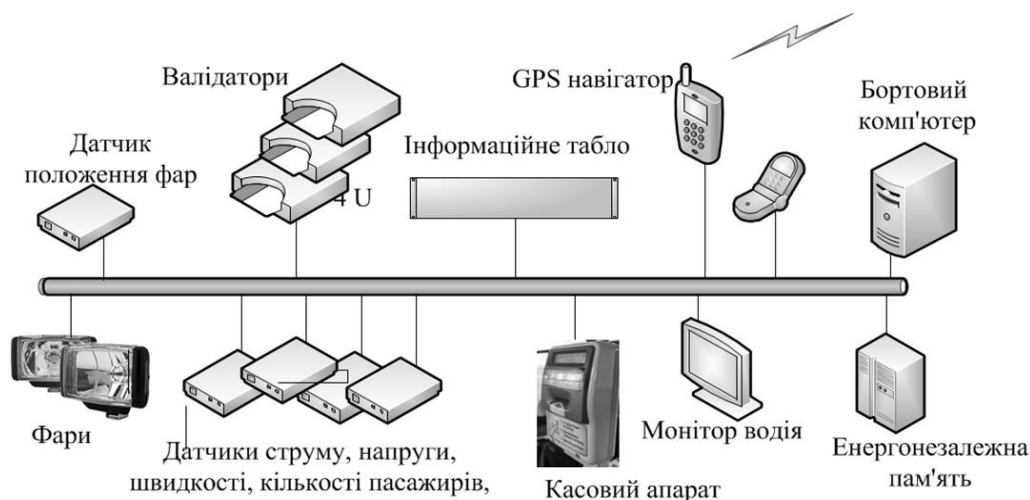 Валідатори
GPS навігатор
Бортовий
комп'ютер
Датчик
положення фар
Інформаційне табло
4 U
Фари
Датчики струму, напруги,
швидкості, кількості пасажирів,
Касовий апарат
Монітор водія
Енергонезалежна
пам'ять